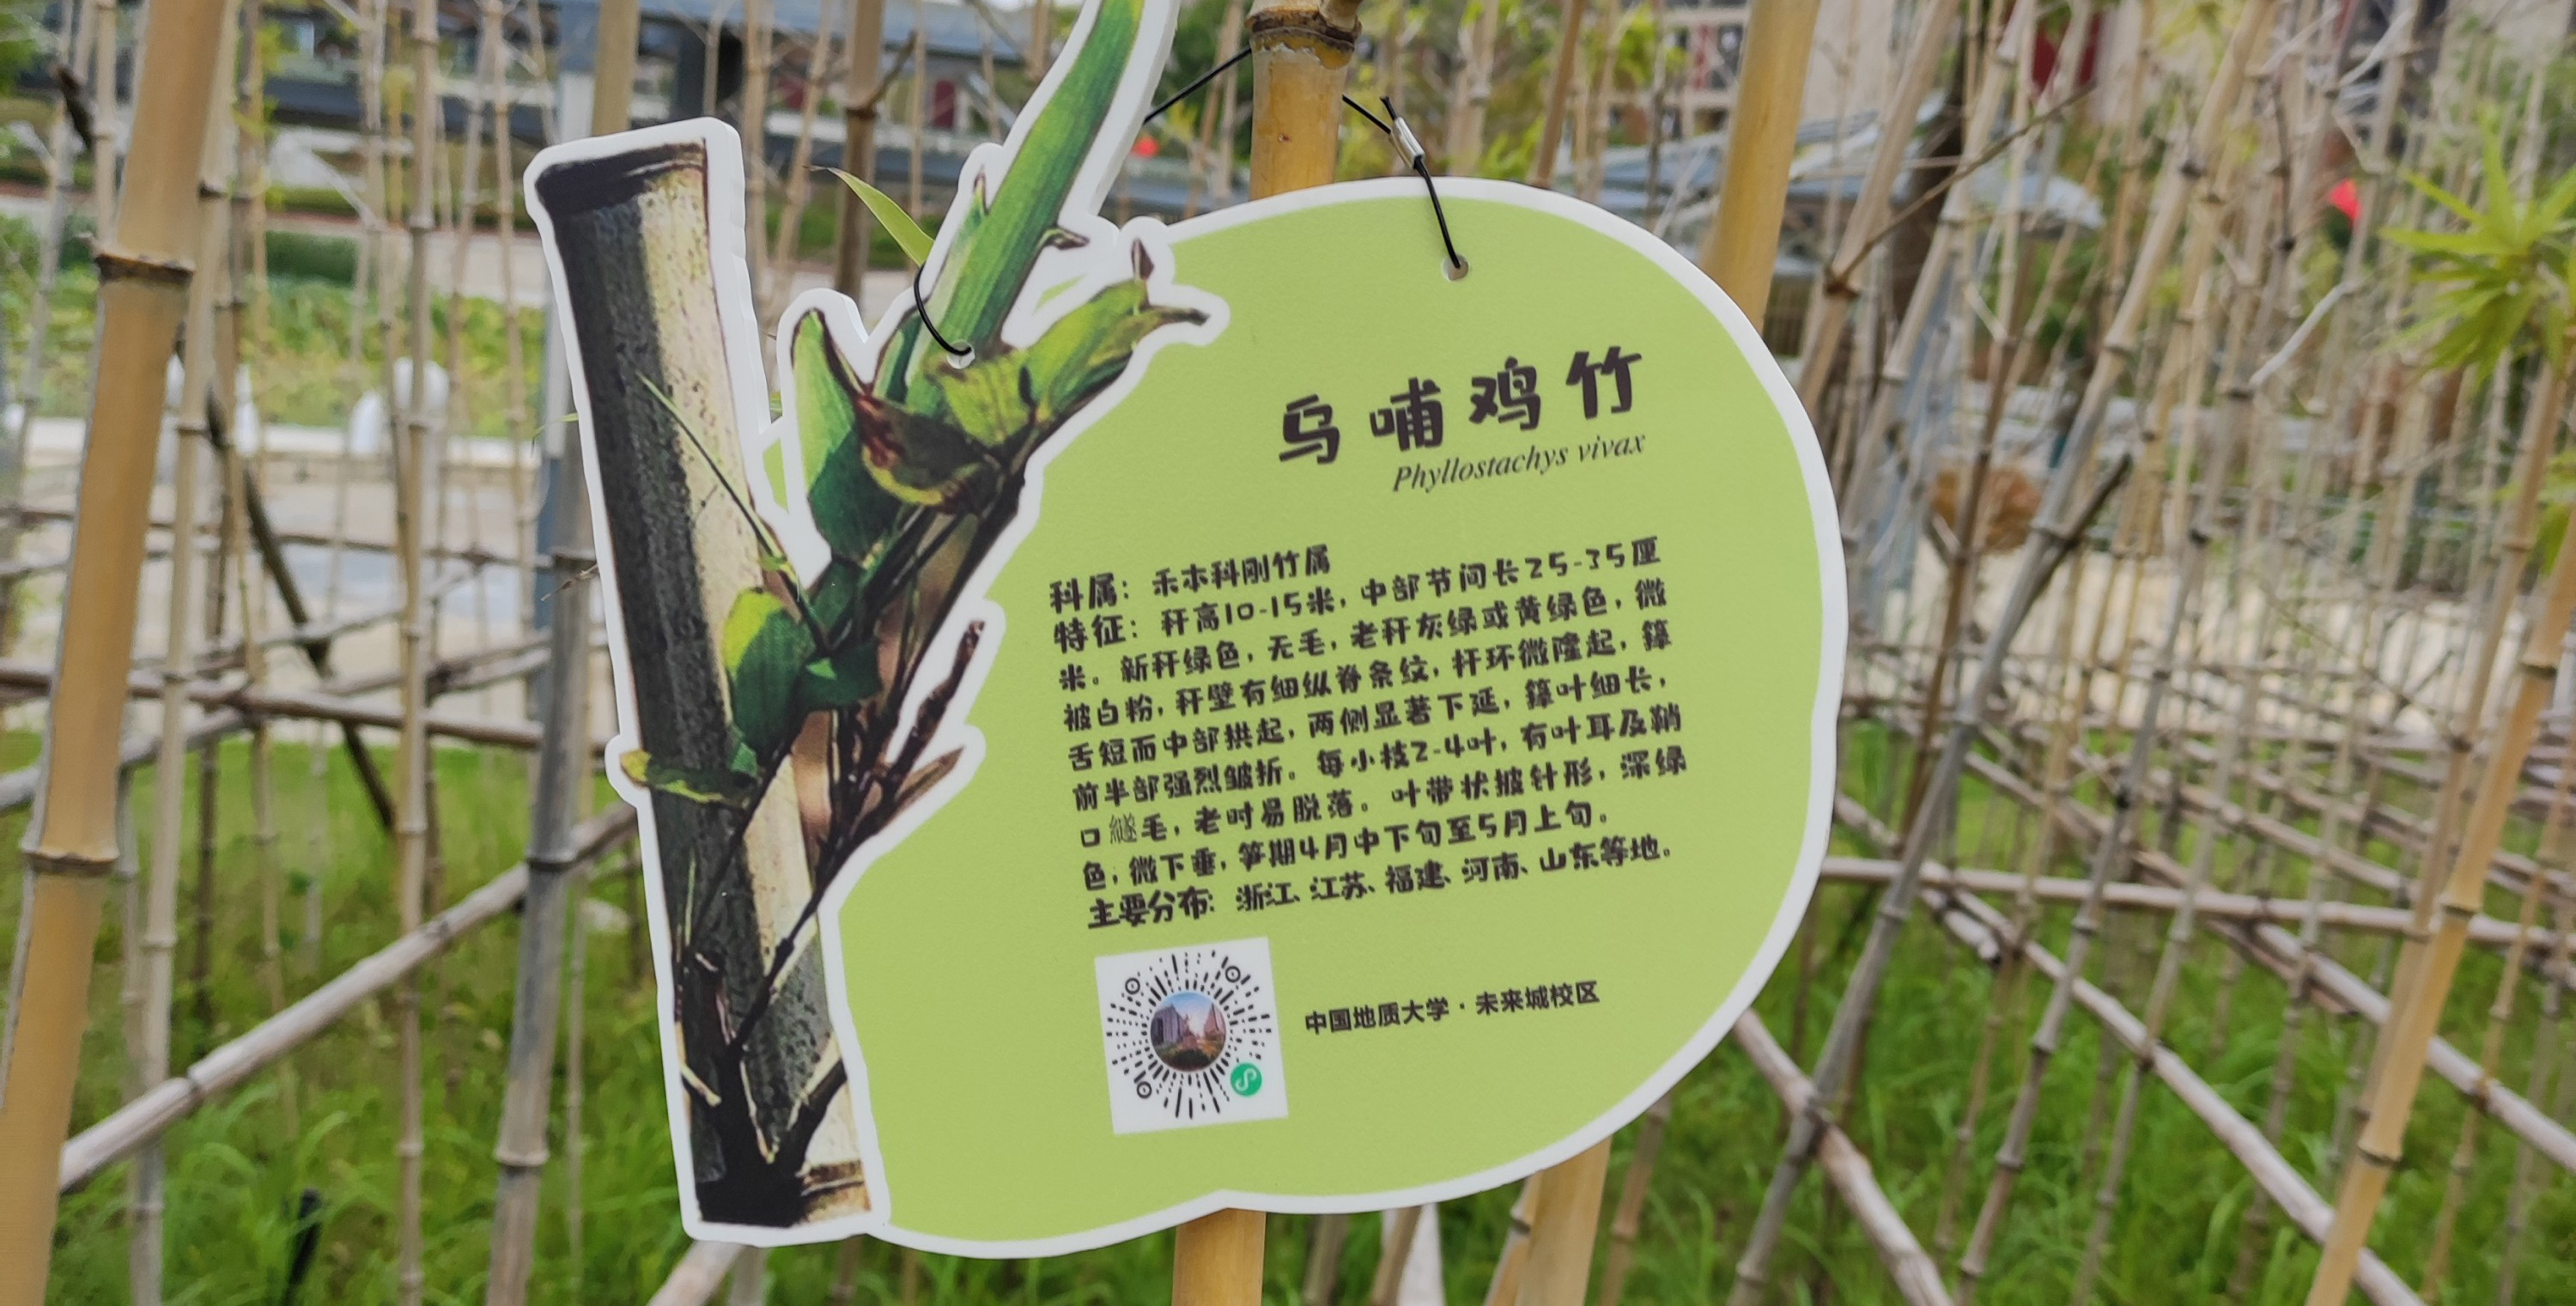 乌哺鸡竹
Phyllostachys vivax
科属：禾本科刚竹属
特征：秆高10-15米，中部节间长25-35厘
米。新秆绿色，无毛，老秆灰绿或黄绿色，微
被白粉，秆壁有细纵脊条纹，杆环微隆起，箨
舌短而中部拱起，两侧显著下延，箨叶细长，
前半部强烈皱折。每小枝2-4叶，有叶耳及鞘
口繸毛，老时易脱落。叶带状披针形，深绿
色，微下垂，笋期4月中下旬至5月上旬。
主要分布：浙江、江苏、福建、河南、山东等地。
中国地质大学·未来城校区